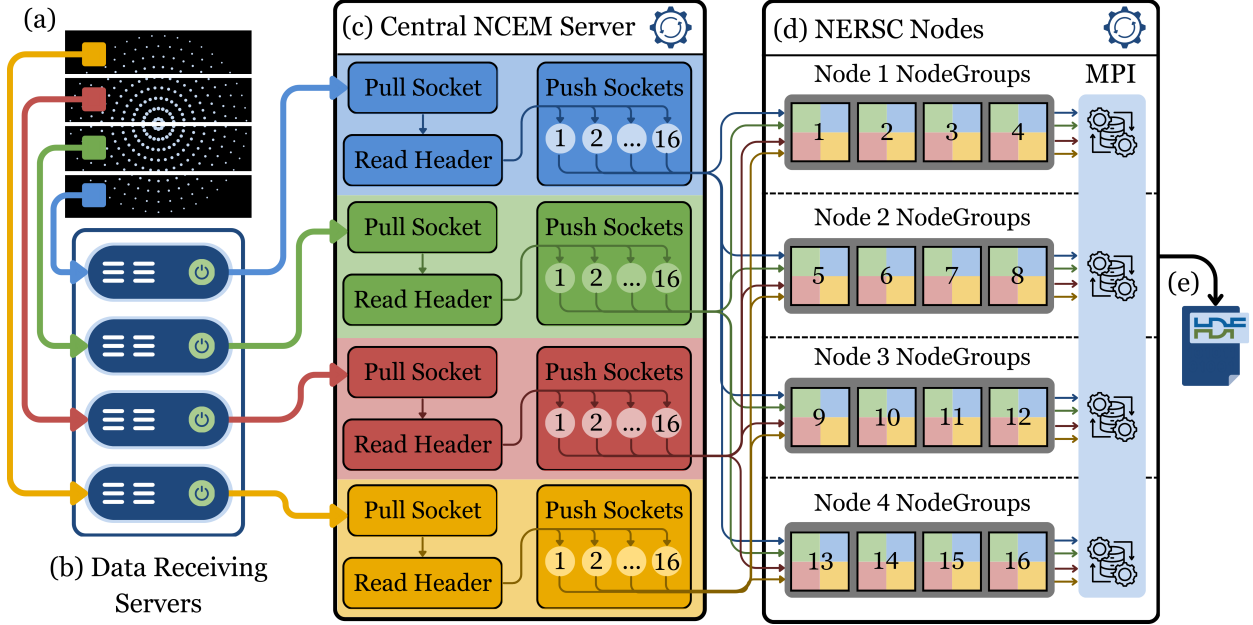 (a)
(b) Data Receiving
Servers
(c) Central NCEM Server
Pull Socket
Read Header
Push Sockets
1 2 ... 16
Pull Socket
Read Header
Push Sockets
1 2 ... 16
Pull Socket
Read Header
Push Sockets
1 2 ... 16
Pull Socket
Read Header
Push Sockets
1 2 ... 16
(d) NERSC Nodes
MPI
Node 1 NodeGroups
1 2 3 4
Node 2 NodeGroups
5 6 7 8
Node 3 NodeGroups
9 10 11 12
Node 4 NodeGroups
13 14 15 16
(e)
HDF